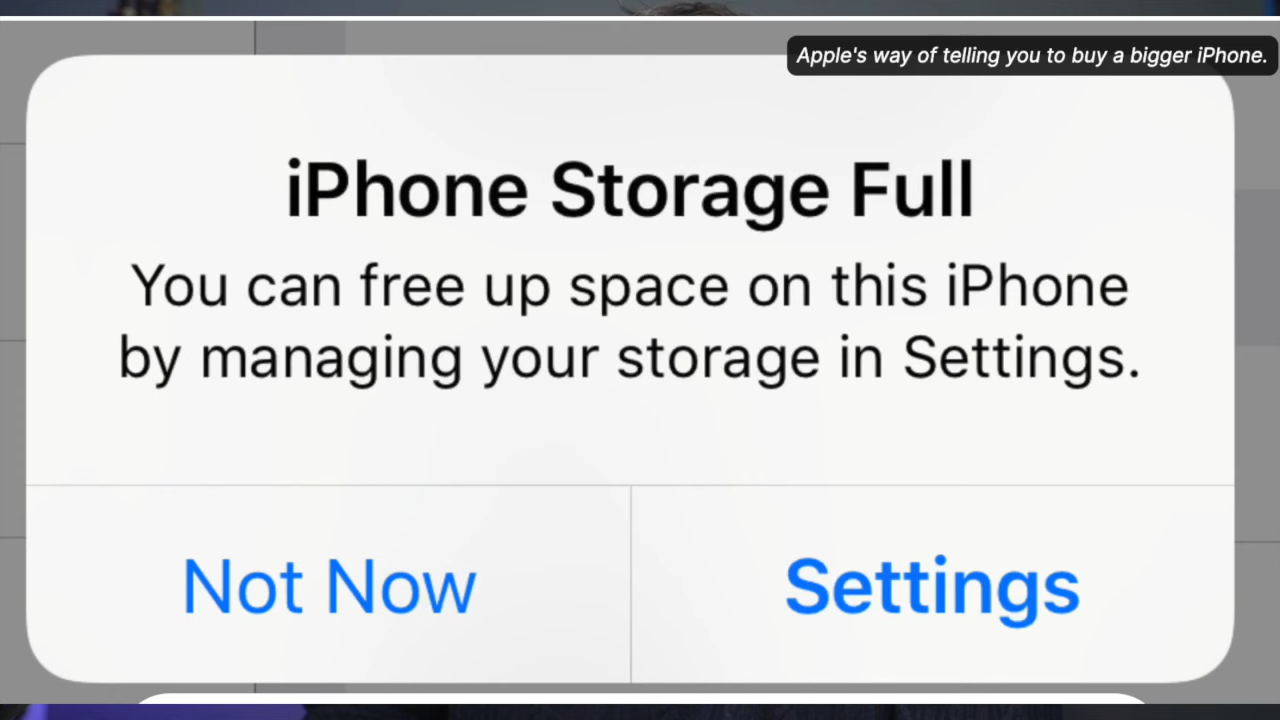 Apple's way of telling you to buy a bigger iPhone.
iPhone Storage Full
You can free up space on this iPhone
by managing your storage in Settings.
Not Now
Settings